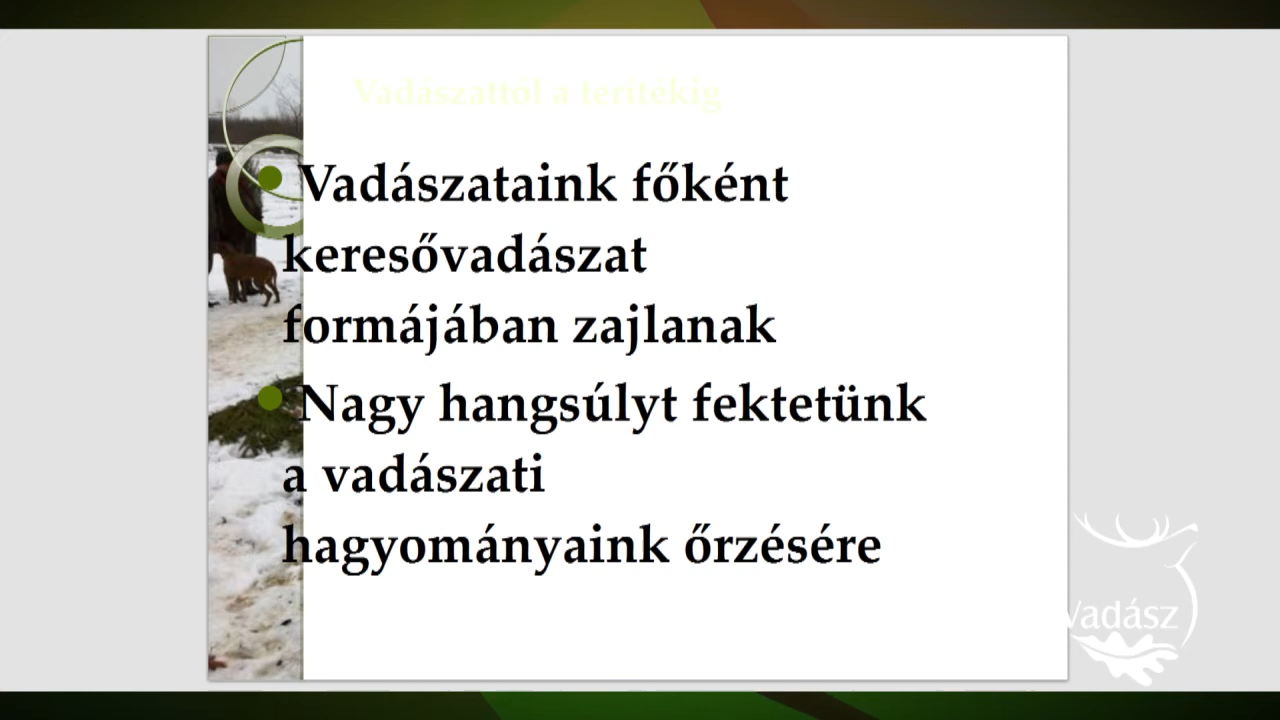 Vadászattól a terítékig
Vadászataink főként
keresővadászat
formájában zajlanak
Nagy hangsúlyt fektetünk
a vadászati
hagyományaink őrzésére
Vadász